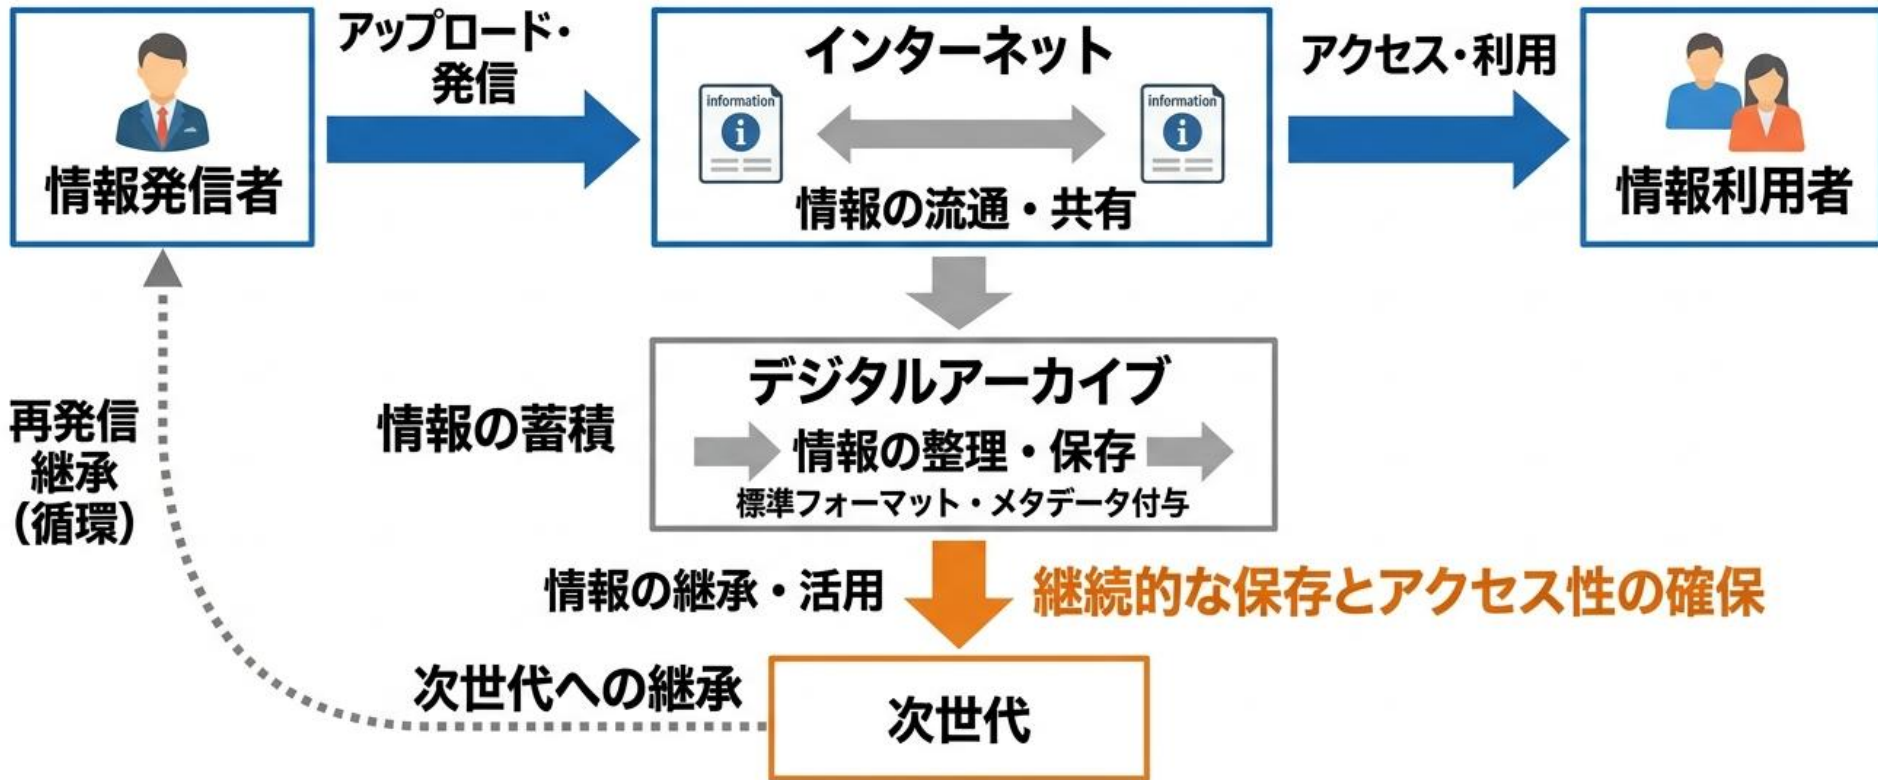 アップロード・
発信
インターネット
アクセス・利用
information
i
information
i
情報発信者
情報の流通・共有
情報利用者
デジタルアーカイブ
情報の蓄積
情報の整理・保存
標準フォーマット・メタデータ付与
再発信
継承
(循環)
情報の継承・活用
継続的な保存とアクセス性の確保
次世代への継承
次世代